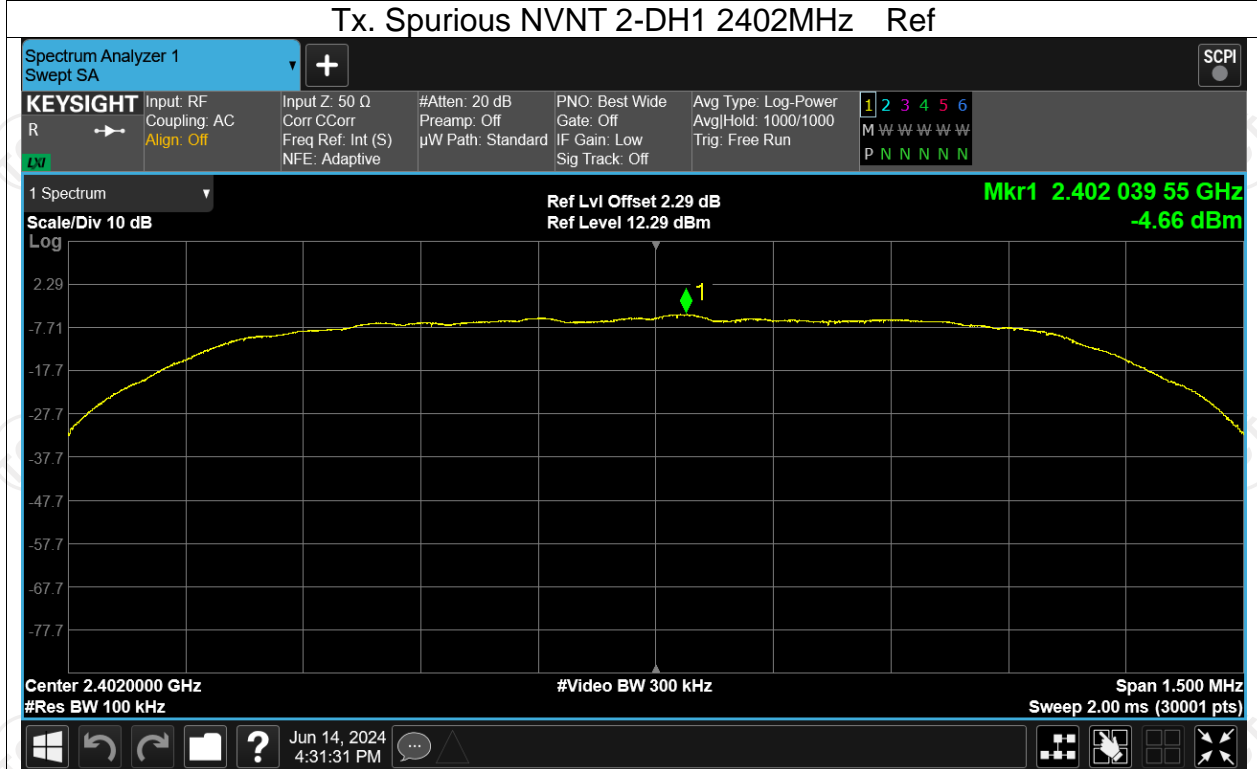 Tx. Spurious NVNT 2-DH1 2402MHz Ref
Spectrum Analyzer 1
Swept SA
SCPI
KEYSIGHT
R
LXI
Input: RF
Coupling: AC
Align: Off
Input Z: 50 Ω
Corr CCorr
Freq Ref: Int (S)
NFE: Adaptive
#Atten: 20 dB
Preamp: Off
µW Path: Standard
PNO: Best Wide
Gate: Off
IF Gain: Low
Sig Track: Off
Avg Type: Log-Power
Avg|Hold: 1000/1000
Trig: Free Run
1 2 3 4 5 6
M W W W W W
P N N N N N
1 Spectrum
Scale/Div 10 dB
Ref Lvl Offset 2.29 dB
Ref Level 12.29 dBm
Mkr1 2.402 039 55 GHz
-4.66 dBm
Log
2.29
-7.71
-17.7
-27.7
-37.7
-47.7
-57.7
-67.7
-77.7
1
Center 2.4020000 GHz
#Res BW 100 kHz
#Video BW 300 kHz
Span 1.500 MHz
Sweep 2.00 ms (30001 pts)
Jun 14, 2024
4:31:31 PM